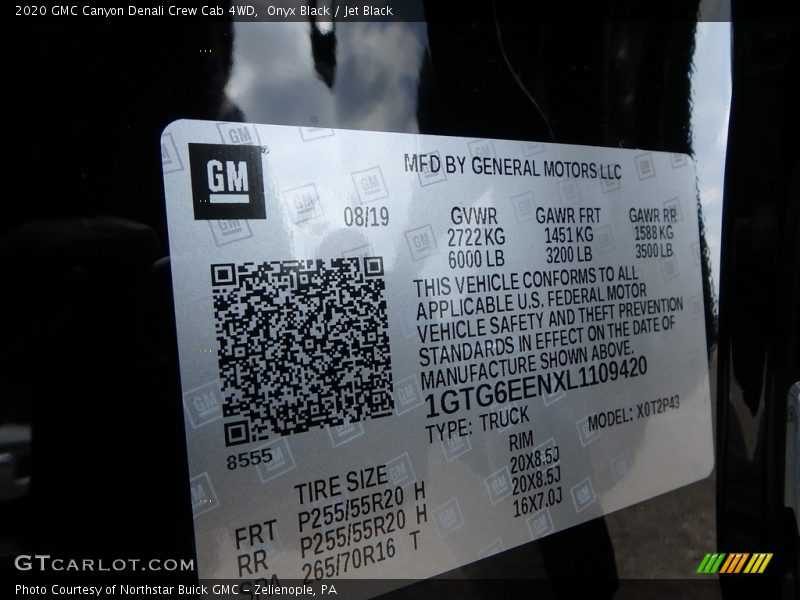 2020 GMC Canyon Denali Crew Cab 4WD, Onyx Black / Jet Black
GM
MFD BY GENERAL MOTORS LLC
08/19
GVWR GAWR FRT GAWR RR
2722 KG 1451 KG 1588 KG
6000 LB 3200 LB 3500 LB
THIS VEHICLE CONFORMS TO ALL
APPLICABLE U.S. FEDERAL MOTOR
VEHICLE SAFETY AND THEFT PREVENTION
STANDARDS IN EFFECT ON THE DATE OF
MANUFACTURE SHOWN ABOVE.
1GTG6EENXL1109420
TYPE: TRUCK MODEL: X0T2P43
8555
TIRE SIZE RIM
FRT P255/55R20 H 20X8.5J
RR P255/55R20 H 20X8.5J
SPA 265/70R16 T 16X7.0J
GTCARLOT.COM
Photo Courtesy of Northstar Buick GMC - Zelienople, PA